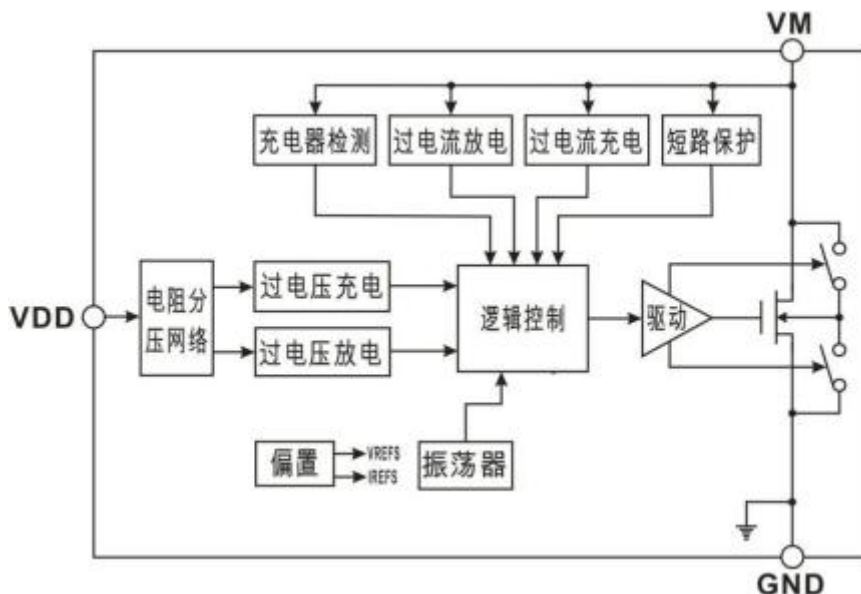 VM
充电器检测
过电流放电
过电流充电
短路保护
VDD
电阻分
压网络
过电压充电
过电压放电
逻辑控制
驱动
偏置
VREFS
IREFS
振荡器
GND